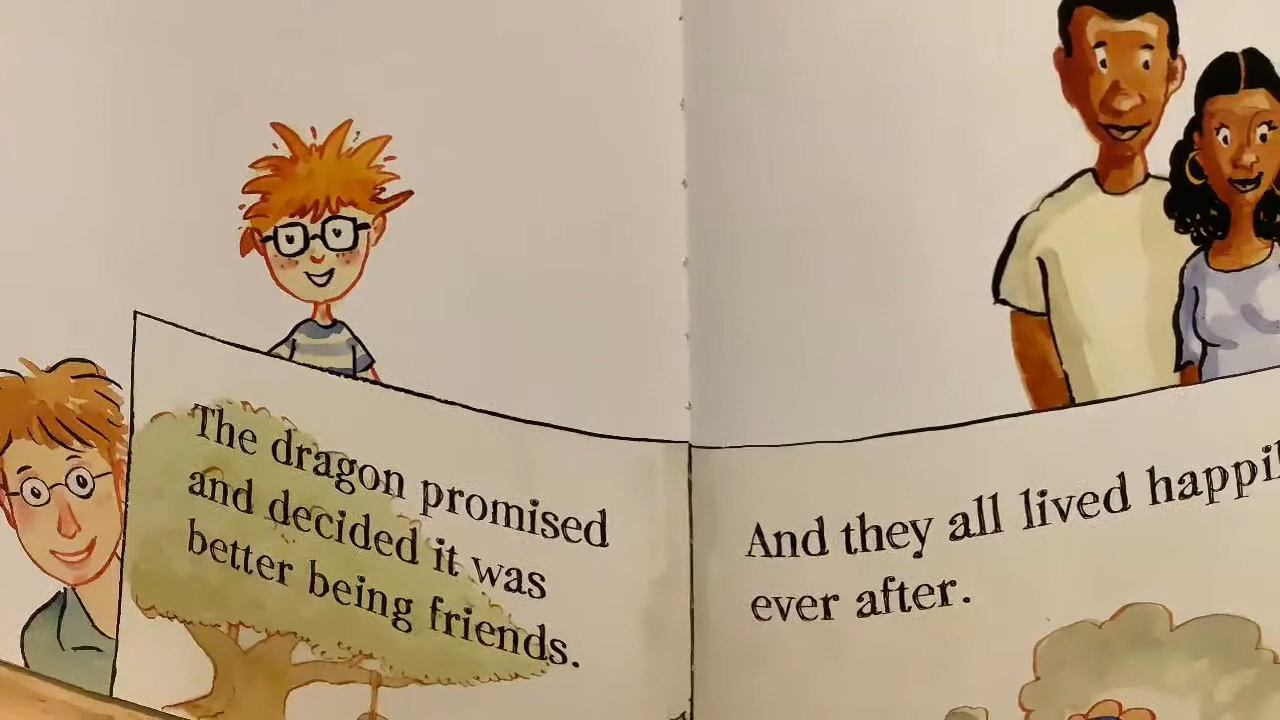 The dragon promised
and decided it was
better being friends.
And they all lived
ever after.